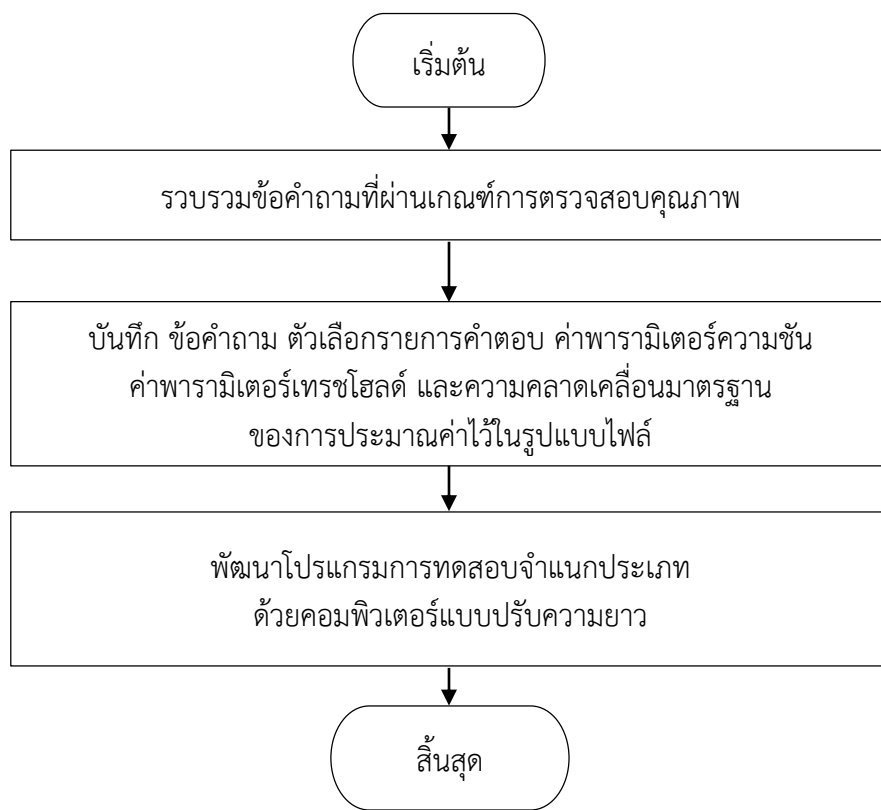 เริ่มต้น
รวบรวมข้อคำถามที่ผ่านเกณฑ์การตรวจสอบคุณภาพ
บันทึก ข้อคำถาม ตัวเลือกรายการคำตอบ ค่าพารามิเตอร์ความชัน
ค่าพารามิเตอร์เทรชโฮลด์ และความคลาดเคลื่อนมาตรฐาน
ของการประมาณค่าไว้ในรูปแบบไฟล์
พัฒนาโปรแกรมการทดสอบจำแนกประเภท
ด้วยคอมพิวเตอร์แบบปรับความยาว
สิ้นสุด